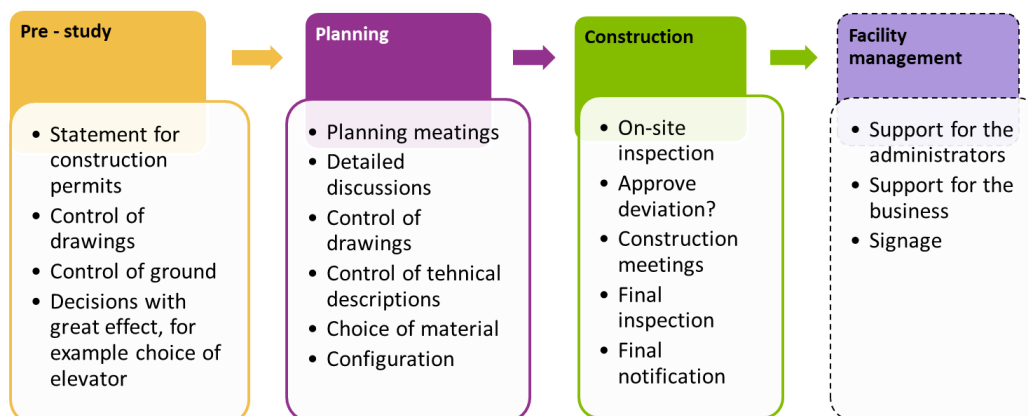 Pre - study
• Statement for
construction
permits
• Control of
drawings
• Control of ground
• Decisions with
great effect, for
example choice of
elevator
Planning
• Planning meatings
• Detailed
discussions
• Control of
drawings
• Control of tehnical
descriptions
• Choice of material
• Configuration
Construction
• On-site
inspection
• Approve
deviation?
• Construction
meetings
• Final
inspection
• Final
notification
Facility
management
• Support for the
administrators
• Support for the
business
• Signage